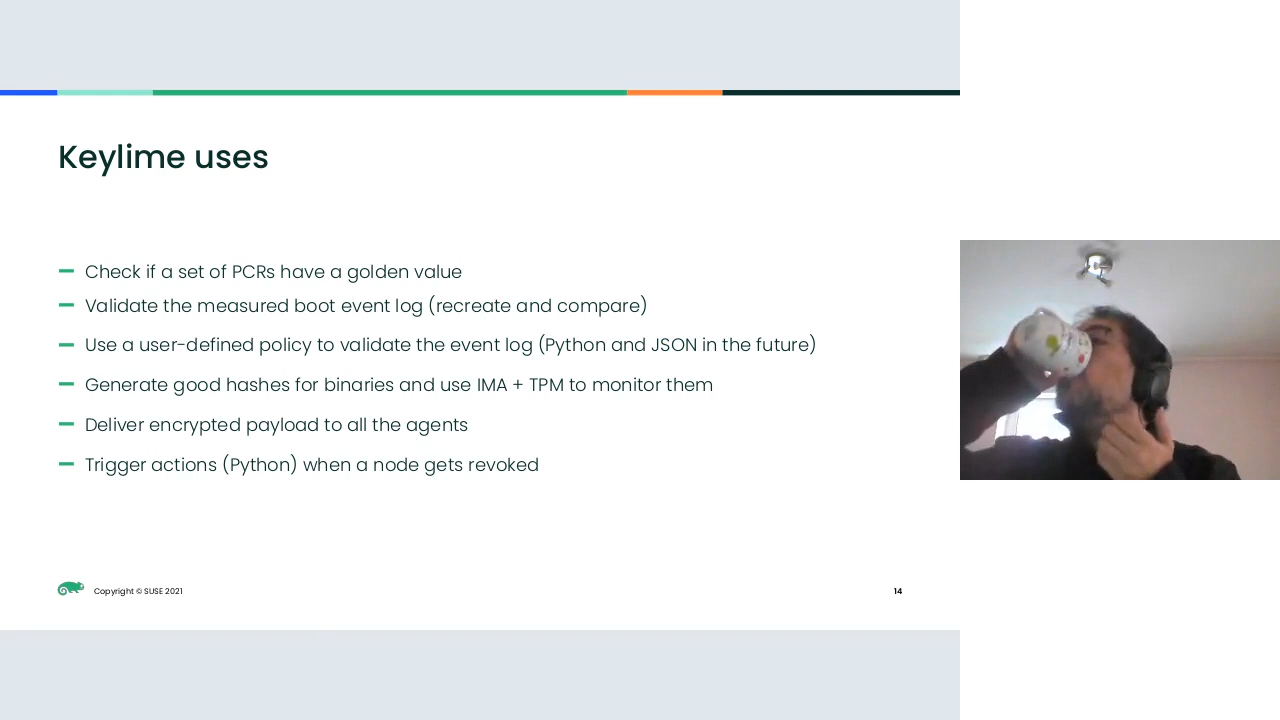 Keylime uses
Check if a set of PCRs have a golden value
Validate the measured boot event log (recreate and compare)
Use a user-defined policy to validate the event log (Python and JSON in the future)
Generate good hashes for binaries and use IMA + TPM to monitor them
Deliver encrypted payload to all the agents
Trigger actions (Python) when a node gets revoked
Copyright © SUSE 2021
14